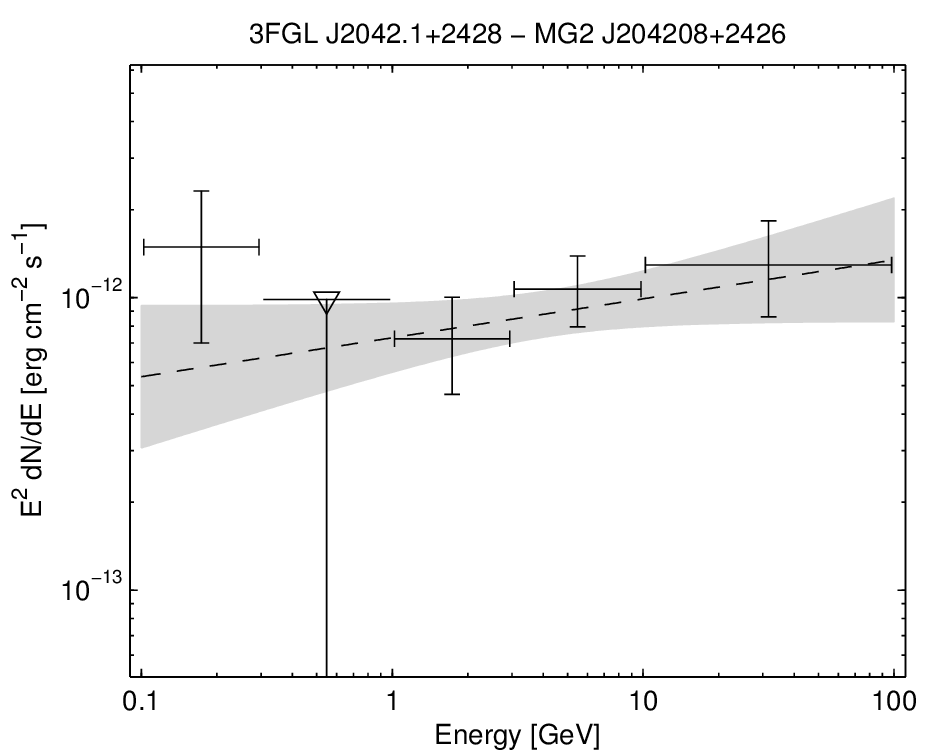 3FGL J2042.1+2428 − MG2 J204208+2426
E² dN/dE [erg cm⁻² s⁻¹]
10⁻¹²
10⁻¹³
0.1 1 10 100
Energy [GeV]